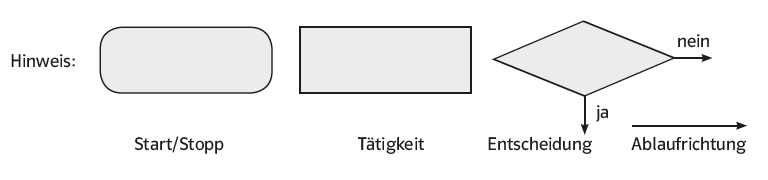 Hinweis:
nein
ja
Start/Stopp
Tätigkeit
Entscheidung
Ablaufrichtung